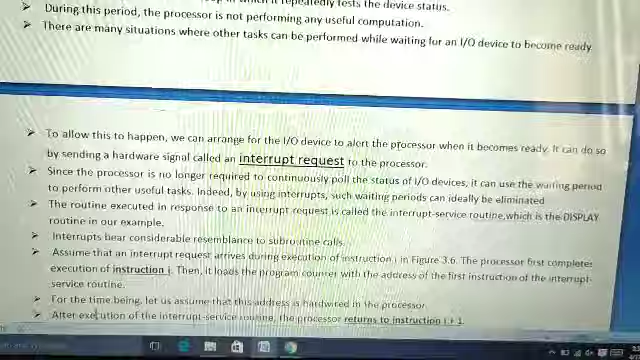 it repeatedly tests the device status.
➢ During this period, the processor is not performing any useful computation.
➢ There are many situations where other tasks can be performed while waiting for an I/O device to become ready
➢ To allow this to happen, we can arrange for the I/O device to alert the processor when it becomes ready. It can do so
by sending a hardware signal called an interrupt request to the processor.
➢ Since the processor is no longer required to continuously poll the status of I/O devices, it can use the waiting period
to perform other useful tasks. Indeed, by using interrupts, such waiting periods can ideally be eliminated
➢ The routine executed in response to an interrupt request is called the interrupt-service routine,which is the DISPLAY
routine in our example.
➢ Interrupts bear considerable resemblance to subroutine calls.
➢ Assume that an interrupt request arrives during execution of instruction i in Figure 3.6. The processor first completes
execution of instruction i. Then, it loads the program counter with the address of the first instruction of the interrupt-
service routine.
➢ For the time being, let us assume that this address is hardwired in the processor.
➢ After execution of the interrupt-service routine, the processor returns to instruction i + 1